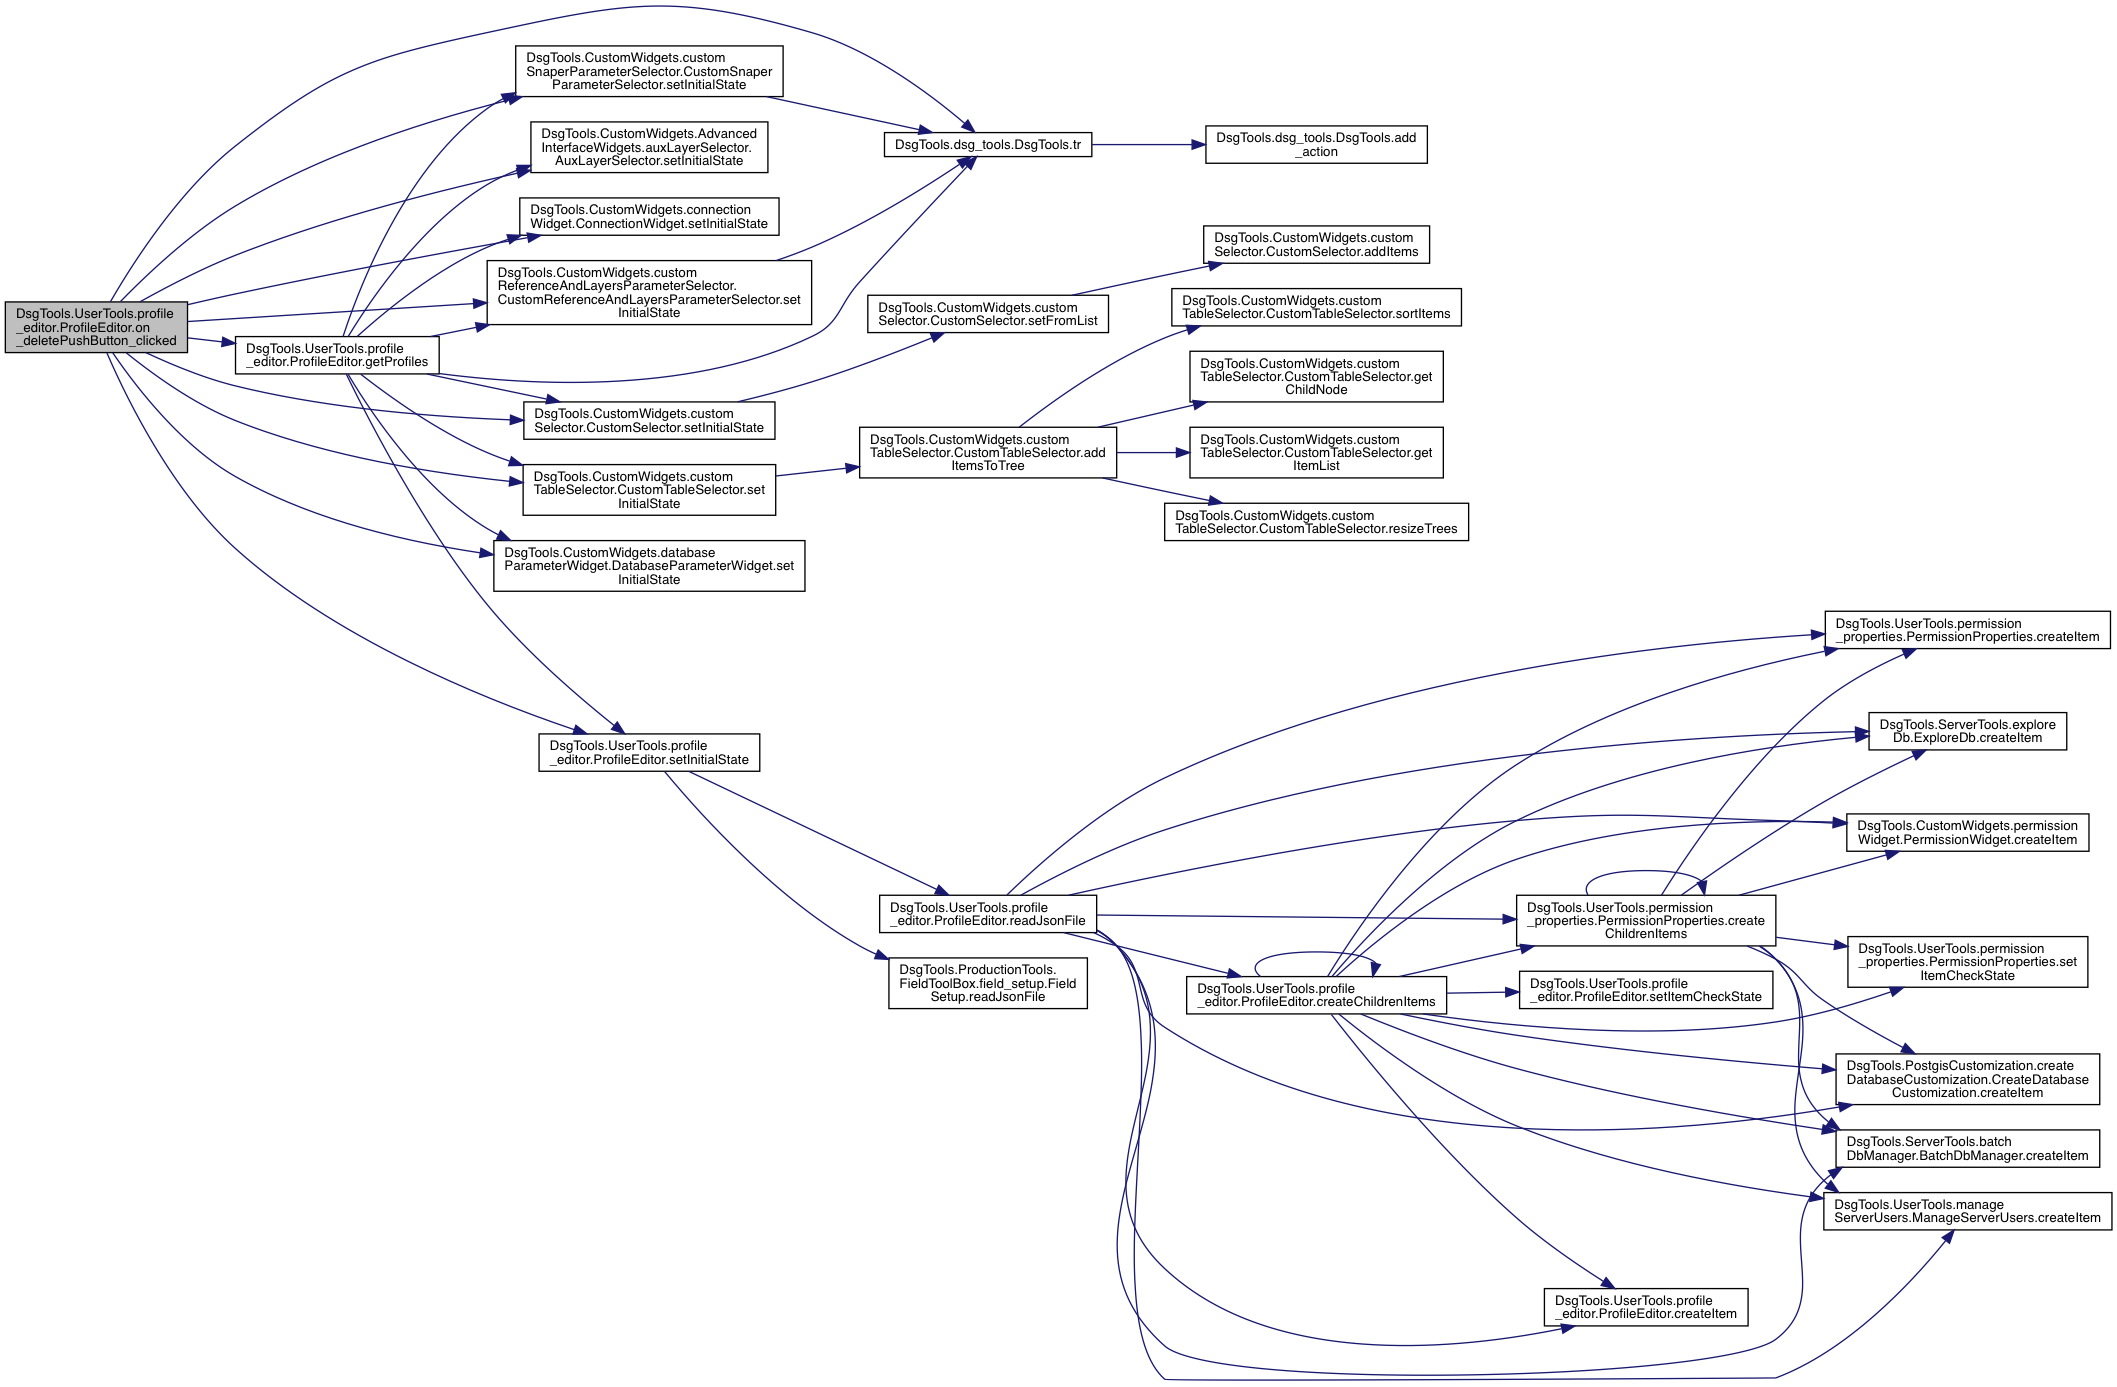 DsgTools.UserTools.profile
_editor.ProfileEditor.on
_deletePushButton_clicked
DsgTools.UserTools.profile
_editor.ProfileEditor.getProfiles
DsgTools.CustomWidgets.custom
SnaperParameterSelector.CustomSnaper
ParameterSelector.setInitialState
DsgTools.CustomWidgets.Advanced
InterfaceWidgets.auxLayerSelector.
AuxLayerSelector.setInitialState
DsgTools.CustomWidgets.connection
Widget.ConnectionWidget.setInitialState
DsgTools.CustomWidgets.custom
ReferenceAndLayersParameterSelector.
CustomReferenceAndLayersParameterSelector.set
InitialState
DsgTools.CustomWidgets.custom
Selector.CustomSelector.setInitialState
DsgTools.CustomWidgets.custom
TableSelector.CustomTableSelector.set
InitialState
DsgTools.CustomWidgets.database
ParameterWidget.DatabaseParameterWidget.set
InitialState
DsgTools.UserTools.profile
_editor.ProfileEditor.setInitialState
DsgTools.dsg_tools.DsgTools.tr
DsgTools.CustomWidgets.custom
Selector.CustomSelector.setFromList
DsgTools.CustomWidgets.custom
TableSelector.CustomTableSelector.add
ItemsToTree
DsgTools.UserTools.profile
_editor.ProfileEditor.readJsonFile
DsgTools.ProductionTools.
FieldToolBox.field_setup.Field
Setup.readJsonFile
DsgTools.dsg_tools.DsgTools.add
_action
DsgTools.CustomWidgets.custom
Selector.CustomSelector.addItems
DsgTools.CustomWidgets.custom
TableSelector.CustomTableSelector.sortItems
DsgTools.CustomWidgets.custom
TableSelector.CustomTableSelector.get
ChildNode
DsgTools.CustomWidgets.custom
TableSelector.CustomTableSelector.get
ItemList
DsgTools.CustomWidgets.custom
TableSelector.CustomTableSelector.resizeTrees
DsgTools.UserTools.profile
_editor.ProfileEditor.createChildrenItems
DsgTools.UserTools.permission
_properties.PermissionProperties.create
ChildrenItems
DsgTools.UserTools.profile
_editor.ProfileEditor.setItemCheckState
DsgTools.UserTools.profile
_editor.ProfileEditor.createItem
DsgTools.UserTools.permission
_properties.PermissionProperties.createItem
DsgTools.ServerTools.explore
Db.ExploreDb.createItem
DsgTools.CustomWidgets.permission
Widget.PermissionWidget.createItem
DsgTools.UserTools.permission
_properties.PermissionProperties.set
ItemCheckState
DsgTools.PostgisCustomization.create
DatabaseCustomization.CreateDatabase
Customization.createItem
DsgTools.ServerTools.batch
DbManager.BatchDbManager.createItem
DsgTools.UserTools.manage
ServerUsers.ManageServerUsers.createItem